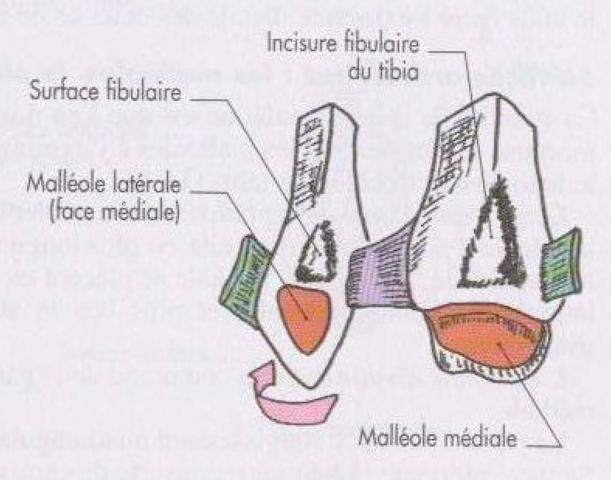 Incisure fibulaire
du tibia
Surface fibulaire
Malléole latérale
(face médiale)
Malléole médiale